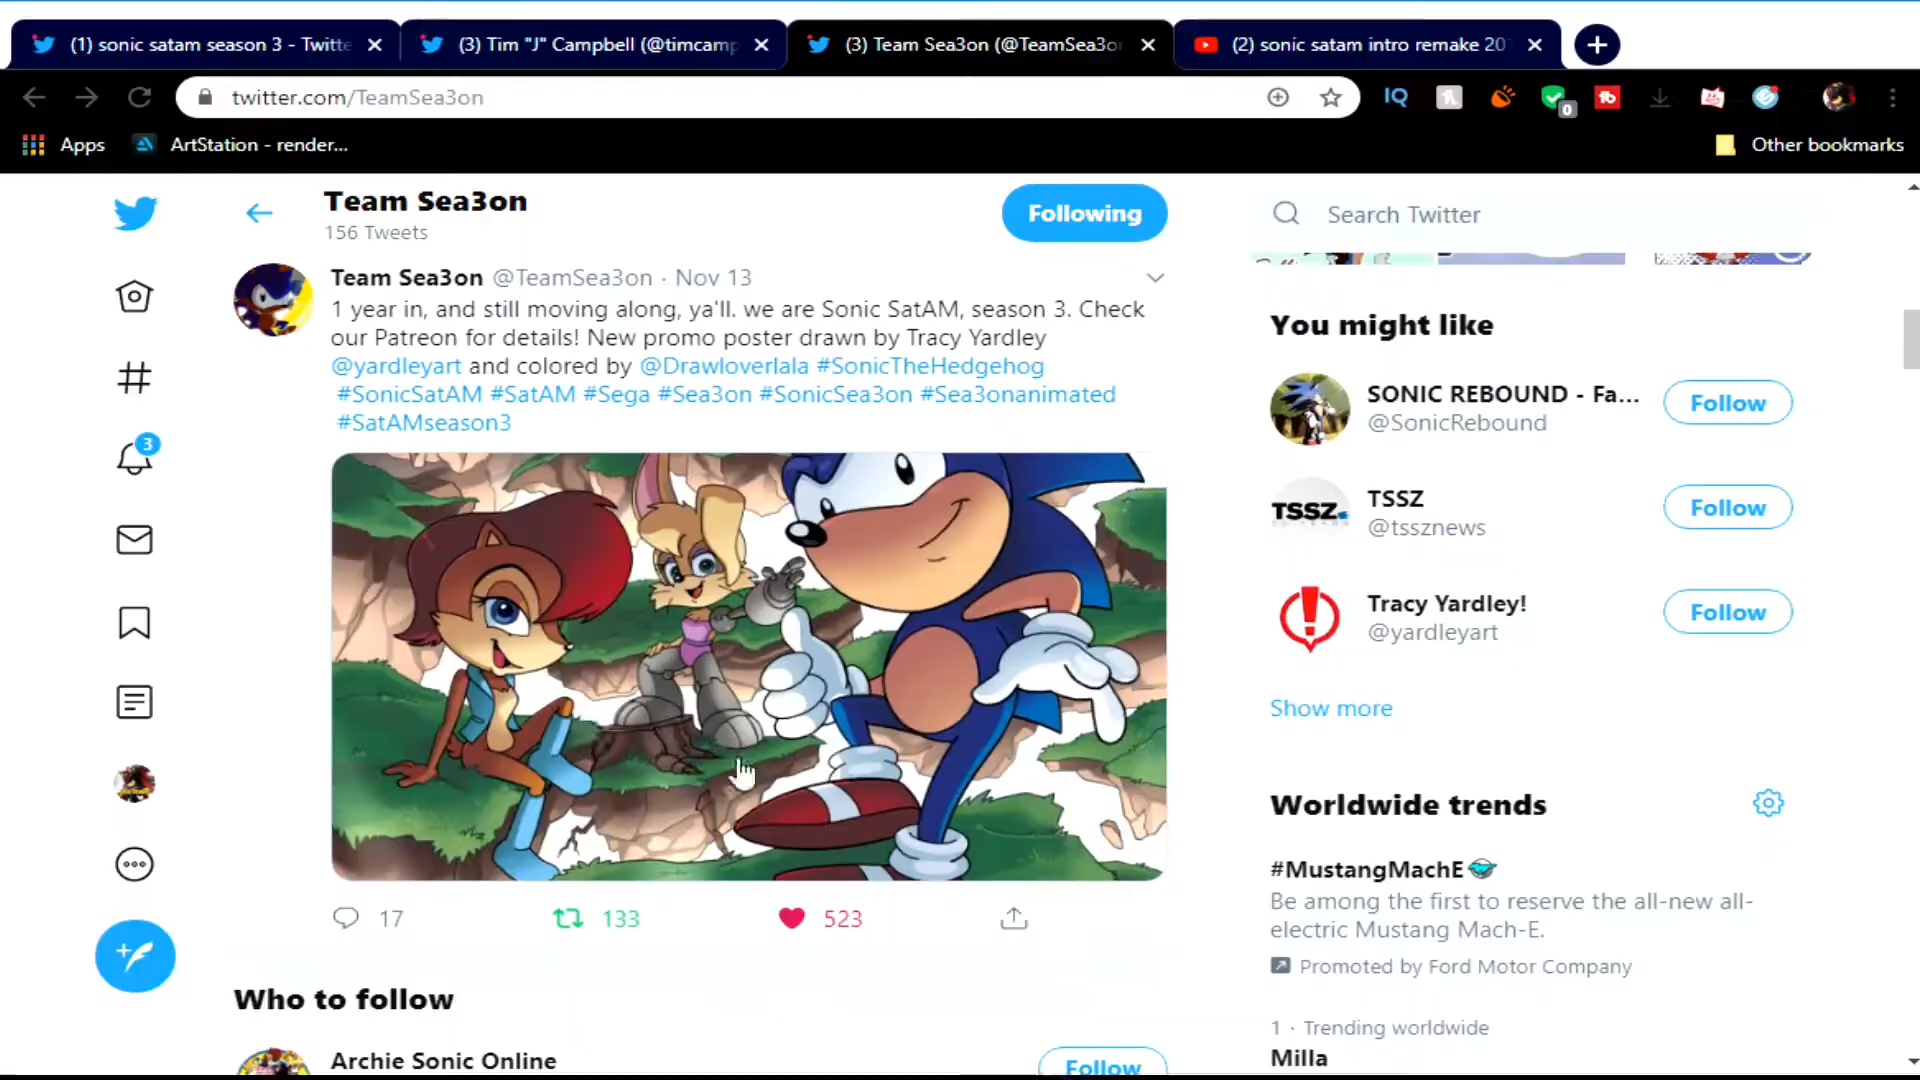 (1) sonic satam season 3 - Twitte
(3) Tim "J" Campbell (@timcamp
(3) Team Sea3on (@TeamSea3on
(2) sonic satam intro remake 20
twitter.com/TeamSea3on
IQ
0
Apps
ArtStation - render...
Other bookmarks
Team Sea3on
156 Tweets
Following
Search Twitter
Team Sea3on @TeamSea3on · Nov 13
1 year in, and still moving along, ya'll. we are Sonic SatAM, season 3. Check
our Patreon for details! New promo poster drawn by Tracy Yardley
@yardleyart and colored by @Drawloverlala #SonicTheHedgehog
#SonicSatAM #SatAM #Sega #Sea3on #SonicSea3on #Sea3onanimated
#SatAMseason3
3
17
133
523
Who to follow
Archie Sonic Online
Follow
You might like
SONIC REBOUND - Fa...
@SonicRebound
Follow
TSSZ.
TSSZ
@tssznews
Follow
Tracy Yardley!
@yardleyart
Follow
Show more
Worldwide trends
#MustangMachE
Be among the first to reserve the all-new all-
electric Mustang Mach-E.
Promoted by Ford Motor Company
1 · Trending worldwide
Milla